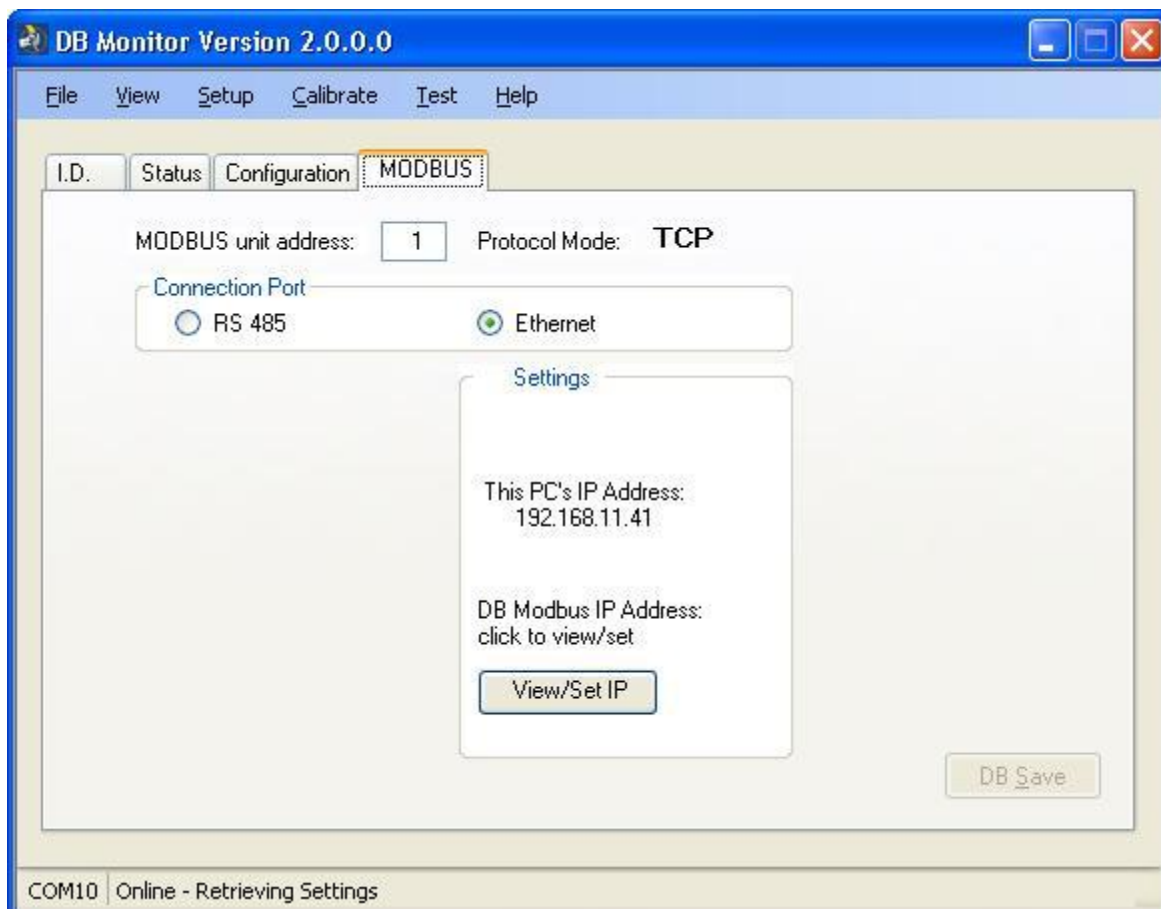 DB Monitor Version 2.0.0.0
File View Setup Calibrate Test Help
I.D. Status Configuration MODBUS
MODBUS unit address: 1 Protocol Mode: TCP
Connection Port
RS 485 Ethernet
Settings
This PC's IP Address:
192.168.11.41
DB Modbus IP Address:
click to view/set
View/Set IP
DB Save
COM10 Online - Retrieving Settings